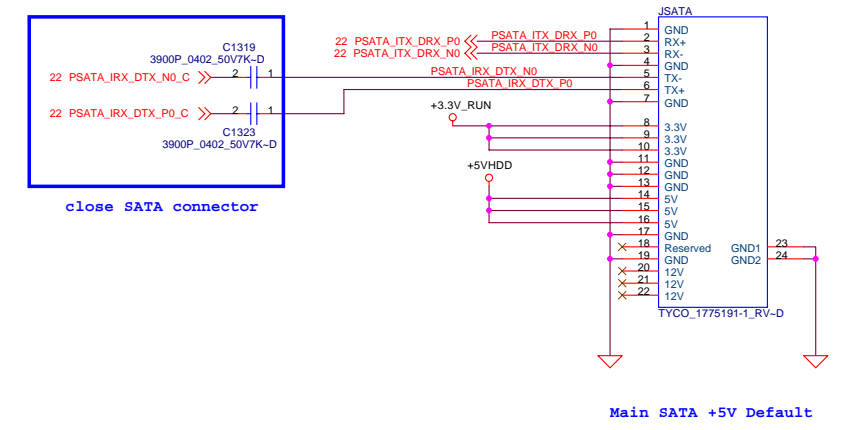 JSATA
C1319
3900P_0402_50V7K~D
22 PSATA_IRX_DTX_N0_C 2 1
22 PSATA_IRX_DTX_P0_C 2 1
C1323
3900P_0402_50V7K~D
close SATA connector
22 PSATA_ITX_DRX_P0 PSATA_ITX_DRX_P0
22 PSATA_ITX_DRX_N0 PSATA_ITX_DRX_N0
PSATA_IRX_DTX_N0
PSATA_IRX_DTX_P0
+3.3V_RUN
+5VHDD
1 GND
2 RX+
3 RX-
4 GND
5 TX-
6 TX+
7 GND
8 3.3V
9 3.3V
10 3.3V
11 GND
12 GND
13 GND
14 5V
15 5V
16 5V
17 GND
18 Reserved
19 GND
20 12V
21 12V
22 12V
GND1 23
GND2 24
TYCO_1775191-1_RV~D
Main SATA +5V Default